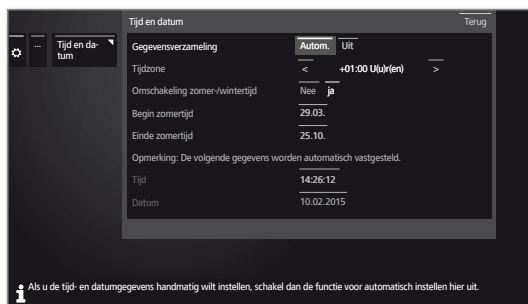 Tijd en datum
Terug
...
Tijd en da-
tum
Gegevensverzameling
Autom. Uit
Tijdzone
< +01:00 U(u)r(en) >
Omschakeling zomer-/wintertijd
Nee ja
Begin zomertijd
29.03.
Einde zomertijd
25.10.
Opmerking: De volgende gegevens worden automatisch vastgesteld.
Tijd
14:26:12
Datum
10.02.2015
Als u de tijd- en datumgegevens handmatig wilt instellen, schakel dan de functie voor automatisch instellen hier uit.